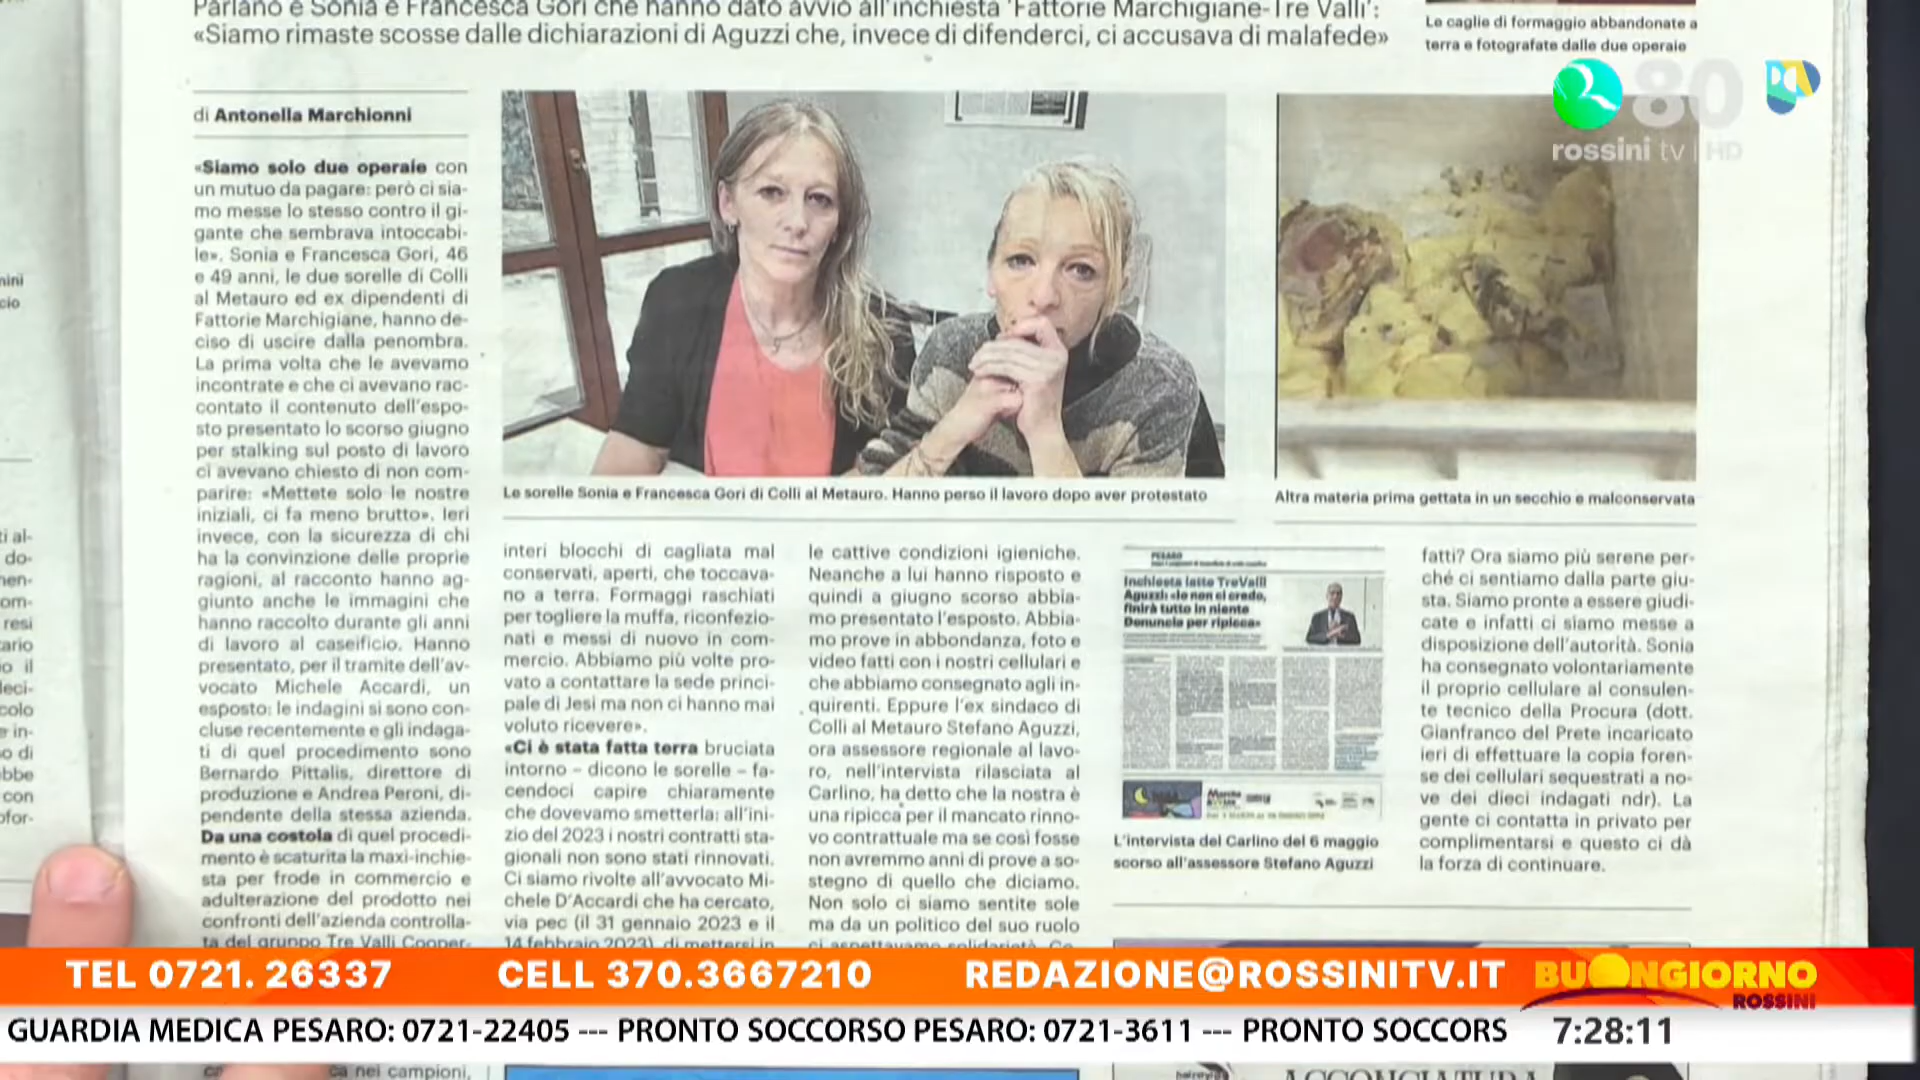 Parlano e Sonia e Francesca Gori che hanno dato avvio all'inchiesta 'Fattorie Marchigiane-Tre Valli':
«Siamo rimaste scosse dalle dichiarazioni di Aguzzi che, invece di difenderci, ci accusava di malafede»
Le caglie di formaggio abbandonate a
terra e fotografate dalle due operaie
80
rossini tv | HD
di Antonella Marchionni
«Siamo solo due operaie con
un mutuo da pagare: però ci sia-
mo messe lo stesso contro il gi-
gante che sembrava intoccabi-
le». Sonia e Francesca Gori, 46
e 49 anni, le due sorelle di Colli
al Metauro ed ex dipendenti di
Fattorie Marchigiane, hanno de-
ciso di uscire dalla penombra.
La prima volta che le avevamo
incontrate e che ci avevano rac-
contato il contenuto dell'espo-
sto presentato lo scorso giugno
per stalking sul posto di lavoro
ci avevano chiesto di non com-
parire: «Mettete solo le nostre
iniziali, ci fa meno brutto». Ieri
invece, con la sicurezza di chi
ha la convinzione delle proprie
ragioni, al racconto hanno ag-
giunto anche le immagini che
hanno raccolto durante gli anni
di lavoro al caseificio. Hanno
presentato, per il tramite dell'av-
vocato Michele Accardi, un
esposto: le indagini si sono con-
cluse recentemente e gli indaga-
ti di quel procedimento sono
Bernardo Pittalis, direttore di
produzione e Andrea Peroni, di-
pendente della stessa azienda.
Da una costola di quel procedi-
mento è scaturita la maxi-inchie-
sta per frode in commercio e
adulterazione del prodotto nei
confronti dell'azienda controlla-
ta del gruppo Tre Valli Cooper-
Le sorelle Sonia e Francesca Gori di Colli al Metauro. Hanno perso il lavoro dopo aver protestato
Altra materia prima gettata in un secchio e malconservata
interi blocchi di cagliata mal
conservati, aperti, che toccava-
no a terra. Formaggi raschiati
per togliere la muffa, riconfezio-
nati e messi di nuovo in com-
mercio. Abbiamo più volte pro-
vato a contattare la sede princi-
pale di Jesi ma non ci hanno mai
voluto ricevere».
«Ci è stata fatta terra bruciata
intorno – dicono le sorelle – fa-
cendoci capire chiaramente
che dovevamo smetterla: all'ini-
zio del 2023 i nostri contratti sta-
gionali non sono stati rinnovati.
Ci siamo rivolte all'avvocato Mi-
chele D'Accardi che ha cercato,
via pec (il 31 gennaio 2023 e il
14 febbraio 2023), di mettersi in
le cattive condizioni igieniche.
Neanche a lui hanno risposto e
quindi a giugno scorso abbia-
mo presentato l'esposto. Abbia-
mo prove in abbondanza, foto e
video fatti con i nostri cellulari e
che abbiamo consegnato agli in-
quirenti. Eppure l'ex sindaco di
Colli al Metauro Stefano Aguzzi,
ora assessore regionale al lavo-
ro, nell'intervista rilasciata al
Carlino, ha detto che la nostra è
una ripicca per il mancato rinno-
vo contrattuale ma se così fosse
non avremmo anni di prove a so-
stegno di quello che diciamo.
Non solo ci siamo sentite sole
ma da un politico del suo ruolo
ci aspettavamo solidarietà. Co-
PESARO
Inchiesta latte TreValli
Aguzzi: «Io non ci credo,
finirà tutto in niente
Denuncia per ripicca»
L'intervista del Carlino del 6 maggio
scorso all'assessore Stefano Aguzzi
fatti? Ora siamo più serene per-
ché ci sentiamo dalla parte giu-
sta. Siamo pronte a essere giudi-
cate e infatti ci siamo messe a
disposizione dell'autorità. Sonia
ha consegnato volontariamente
il proprio cellulare al consulen-
te tecnico della Procura (dott.
Gianfranco del Prete incaricato
ieri di effettuare la copia foren-
se dei cellulari sequestrati a no-
ve dei dieci indagati ndr). La
gente ci contatta in privato per
complimentarsi e questo ci dà
la forza di continuare.
TEL 0721. 26337 CELL 370.3667210 REDAZIONE@ROSSINITV.IT BUONGIORNO
ROSSINI
GUARDIA MEDICA PESARO: 0721-22405 --- PRONTO SOCCORSO PESARO: 0721-3611 --- PRONTO SOCCORS 7:28:11
ca nei campioni,
ACCONCIATURA